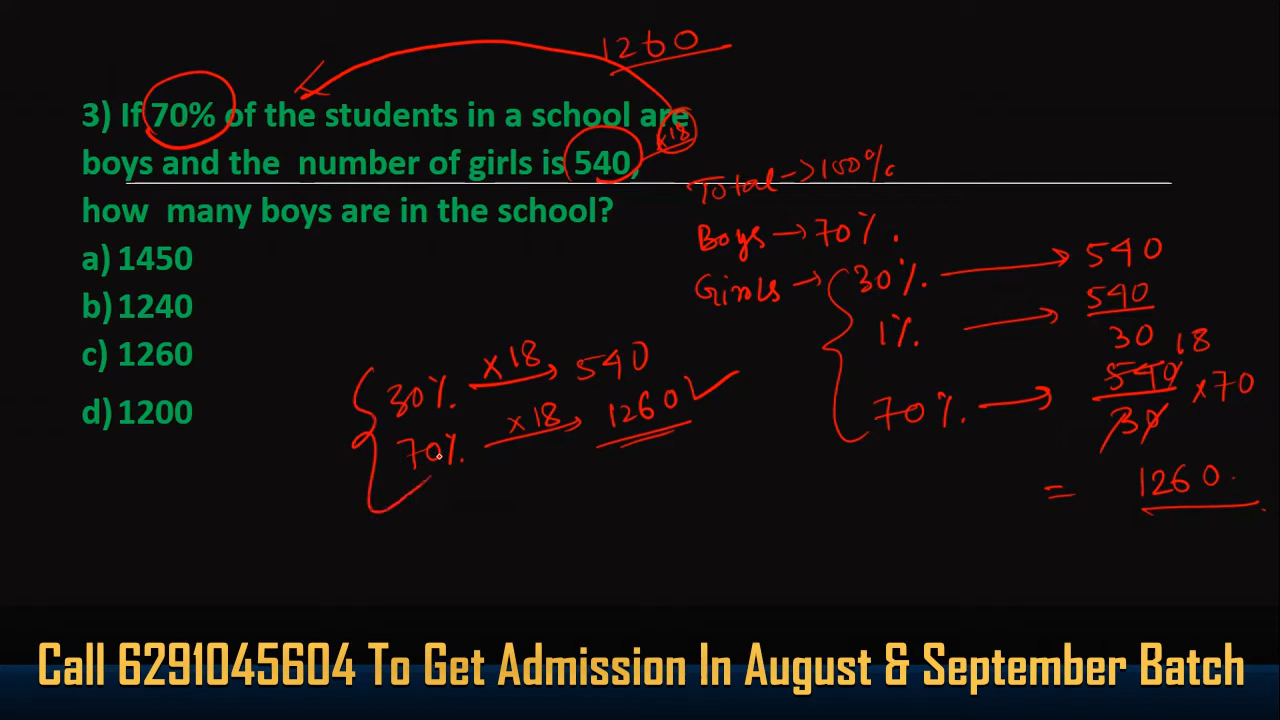 1260
3) If 70% of the students in a school are
×18
boys and the number of girls is 540,
how many boys are in the school?
a) 1450
b) 1240
c) 1260
d) 1200
Total → 100%
Boys → 70%.
Girls → 30%. → 540
1%. → 540/30
70%. → 540/30 × 70
18
= 1260.
30%. ×18 → 540
70%. ×18 → 1260
Call 6291045604 To Get Admission In August & September Batch